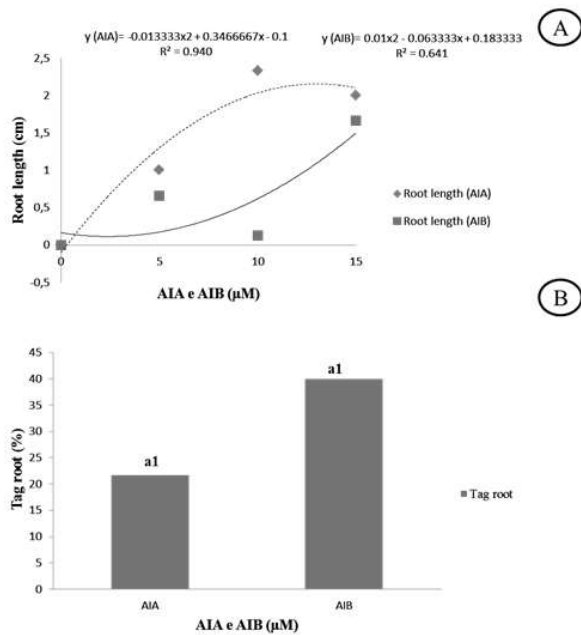 A
y (AIA)= -0.013333x2 + 0.3466667x - 0.1
R² = 0.940
y (AIB)= 0.01x2 - 0.063333x + 0.183333
R² = 0.641
2,5
2
1,5
1
0,5
0
-0,5
Root length (cm)
0 5 10 15
AIA e AIB (µM)
Root length (AIA)
Root length (AIB)
B
45
40
35
30
25
20
15
10
5
0
Tag root (%)
a1
a1
AIA AIB
AIA e AIB (µM)
Tag root